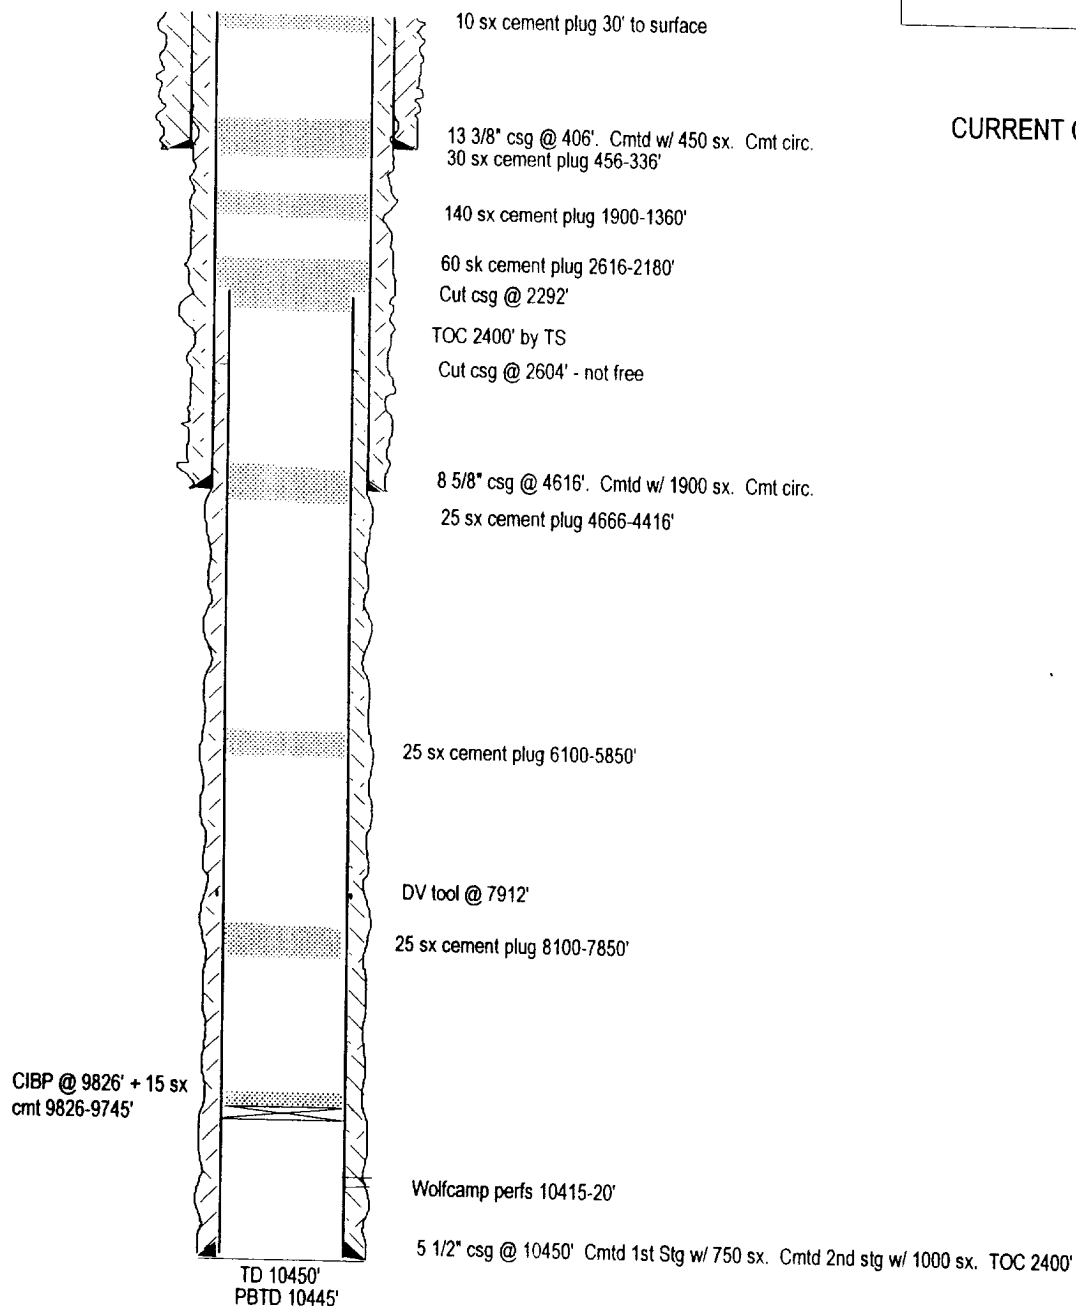 10 sx cement plug 30' to surface
CURRENT
13 3/8" csg @ 406'. Cmtd w/ 450 sx. Cmt circ.
30 sx cement plug 456-336'
140 sx cement plug 1900-1360'
60 sk cement plug 2616-2180'
Cut csg @ 2292'
TOC 2400' by TS
Cut csg @ 2604' - not free
8 5/8" csg @ 4616'. Cmtd w/ 1900 sx. Cmt circ.
25 sx cement plug 4666-4416'
25 sx cement plug 6100-5850'
DV tool @ 7912'
25 sx cement plug 8100-7850'
CIBP @ 9826' + 15 sx
cmt 9826-9745'
Wolfcamp perfs 10415-20'
5 1/2" csg @ 10450' Cmtd 1st Stg w/ 750 sx. Cmtd 2nd stg w/ 1000 sx. TOC 2400'
TD 10450'
PBTD 10445'